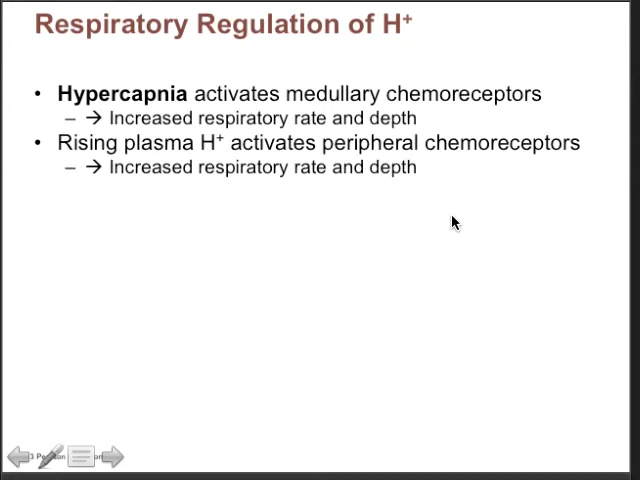 Respiratory Regulation of H⁺
• Hypercapnia activates medullary chemoreceptors
– → Increased respiratory rate and depth
• Rising plasma H⁺ activates peripheral chemoreceptors
– → Increased respiratory rate and depth